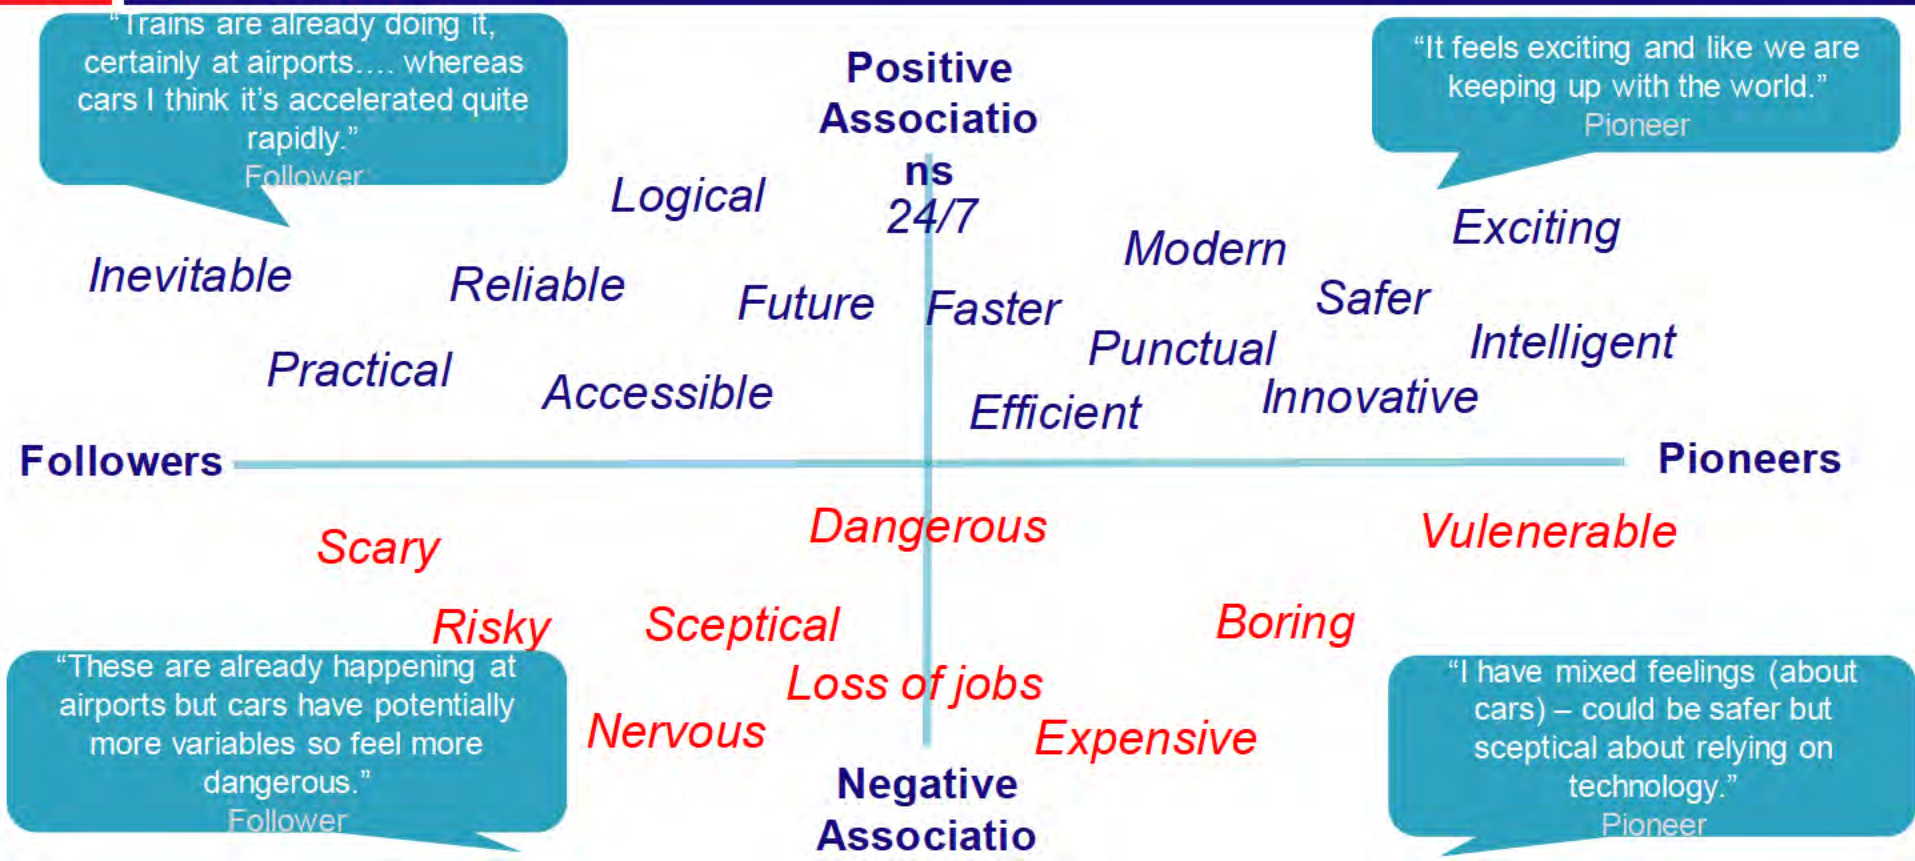 “Trains are already doing it,
certainly at airports…. whereas
cars I think it’s accelerated quite
rapidly.”
Follower
Positive
Associatio
ns
“It feels exciting and like we are
keeping up with the world.”
Pioneer
Logical
24/7
Modern
Exciting
Inevitable
Reliable
Future
Faster
Safer
Practical
Accessible
Punctual
Intelligent
Efficient
Innovative
Followers
Pioneers
Scary
Dangerous
Vulenerable
Risky
Sceptical
Boring
Loss of jobs
Nervous
Expensive
“These are already happening at
airports but cars have potentially
more variables so feel more
dangerous.”
Follower
Negative
Associatio
“I have mixed feelings (about
cars) – could be safer but
sceptical about relying on
technology.”
Pioneer